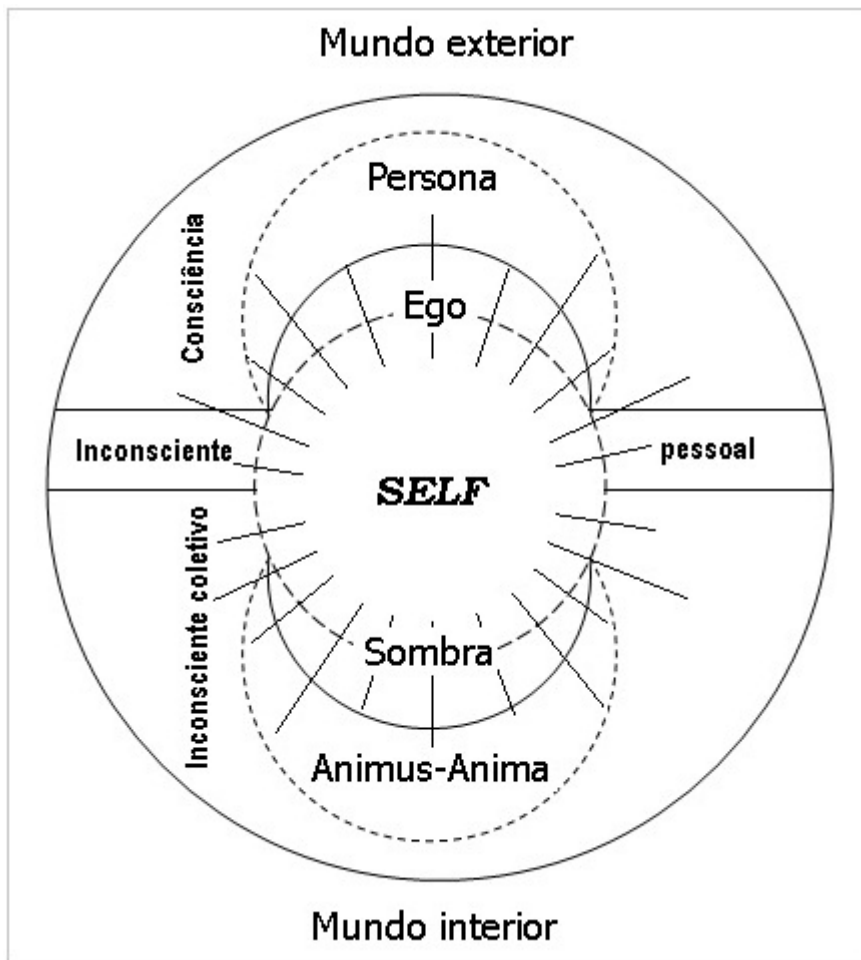 Mundo exterior
Persona
Consciência
Ego
Inconsciente
pessoal
SELF
Inconsciente coletivo
Sombra
Animus-Anima
Mundo interior